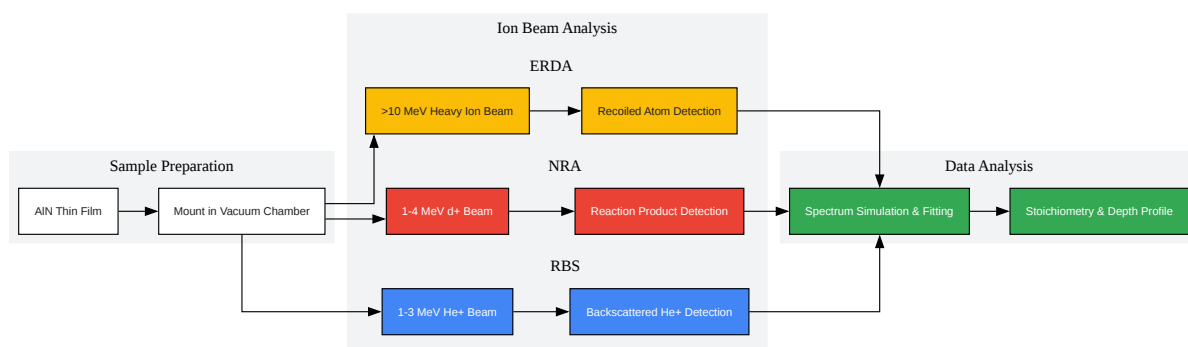 Ion Beam Analysis
ERDA
>10 MeV Heavy Ion Beam
Recoiled Atom Detection
Sample Preparation
NRA
Data Analysis
AlN Thin Film
Mount in Vacuum Chamber
1-4 MeV d+ Beam
Reaction Product Detection
Spectrum Simulation & Fitting
Stoichiometry & Depth Profile
RBS
1-3 MeV He+ Beam
Backscattered He+ Detection